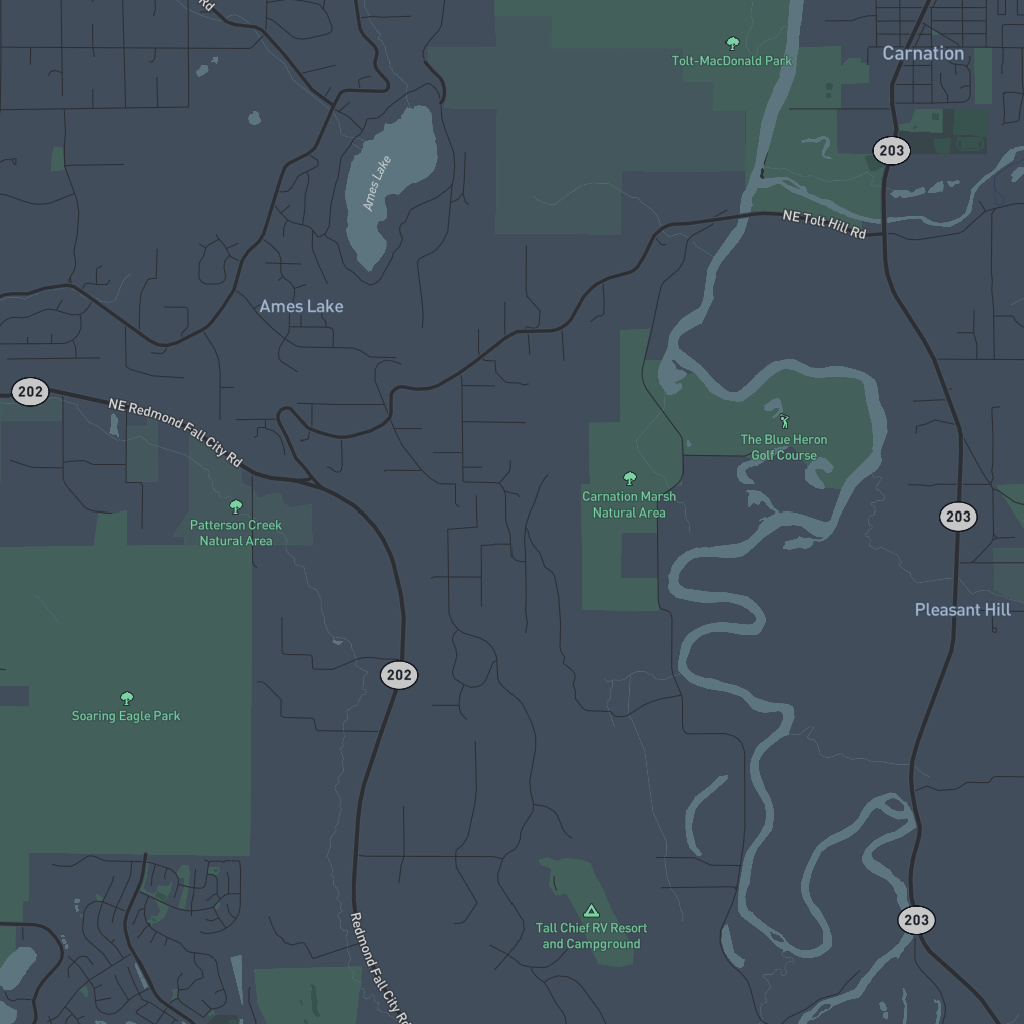 Rd
Tolt-MacDonald Park
Carnation
203
Ames Lake
NE Tolt Hill Rd
Ames Lake
202
NE Redmond Fall City Rd
The Blue Heron
Golf Course
Carnation Marsh
Natural Area
203
Patterson Creek
Natural Area
Pleasant Hill
202
Soaring Eagle Park
Tall Chief RV Resort
and Campground
203
Redmond Fall City Rd